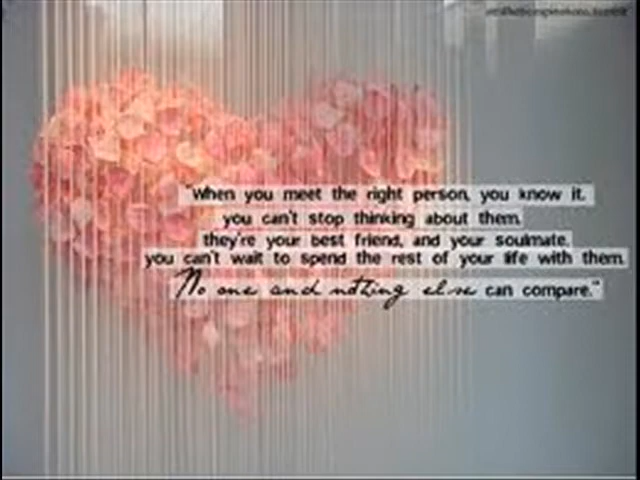 "When you meet the right person, you know it.
you can't stop thinking about them.
they're your best friend, and your soulmate.
you can't wait to spend the rest of your life with them.
No one and nothing else can compare."